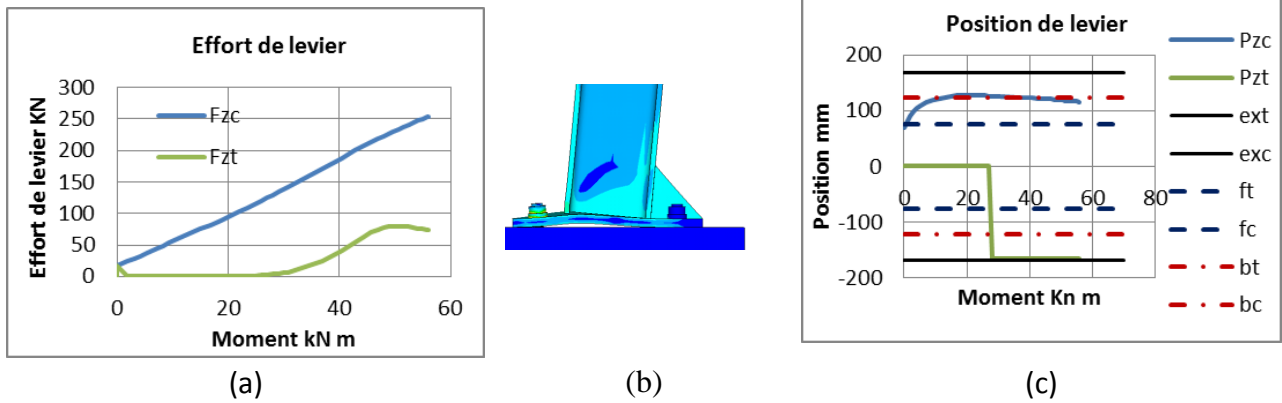 Effort de levier
Effort de levier KN
300
250
200
150
100
50
0
Fzc
Fzt
0
20
40
60
Moment kN m
(a)
(b)
Position de levier
Position mm
200
100
0
-100
-200
0
20
40
60
80
Moment Kn m
Pzc
Pzt
ext
exc
ft
fc
bt
bc
(c)